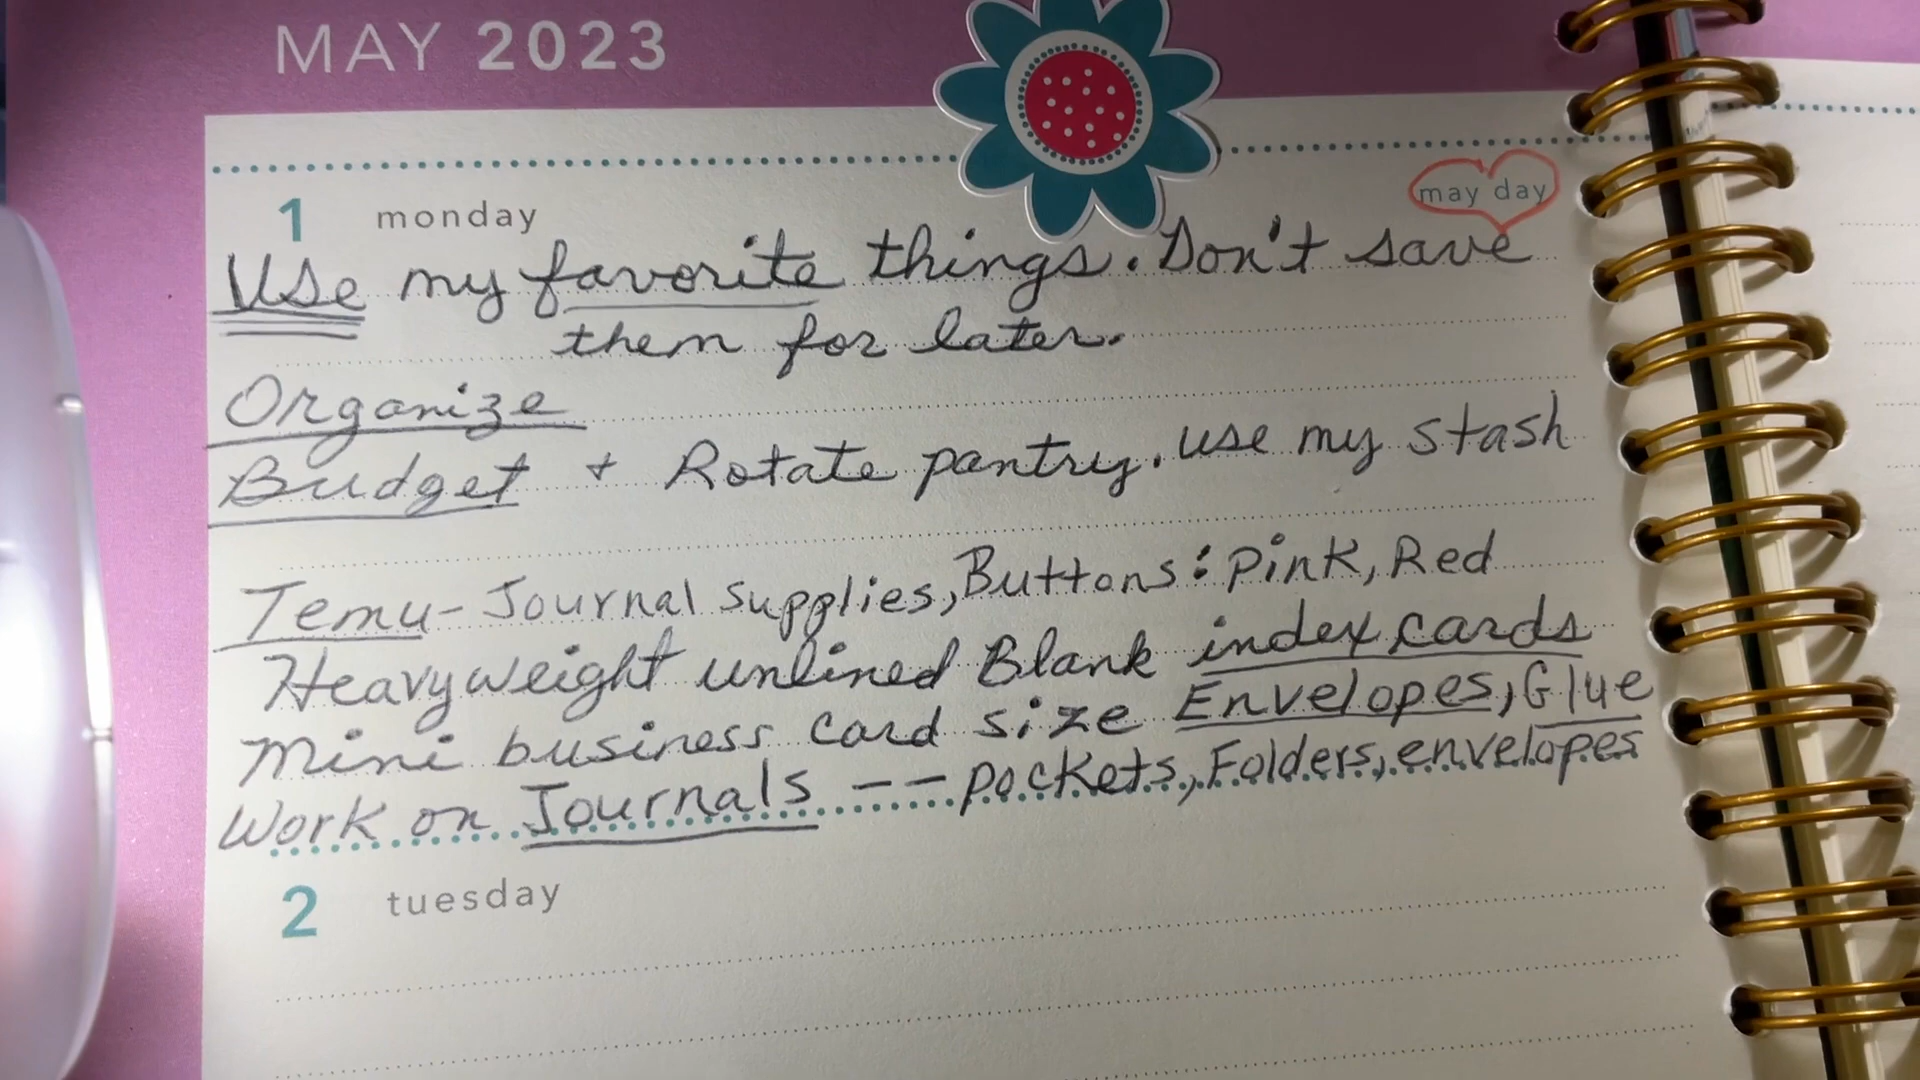 MAY 2023
may day
1 monday
Use my favorite things. Don't save
them for later.
Organize
Budget + Rotate pantry. use my stash
Temu - Journal supplies, Buttons: Pink, Red
Heavyweight unlined Blank index cards
Mini business card size Envelopes, Glue
Work on Journals -- pockets, Folders, envelopes
2 tuesday